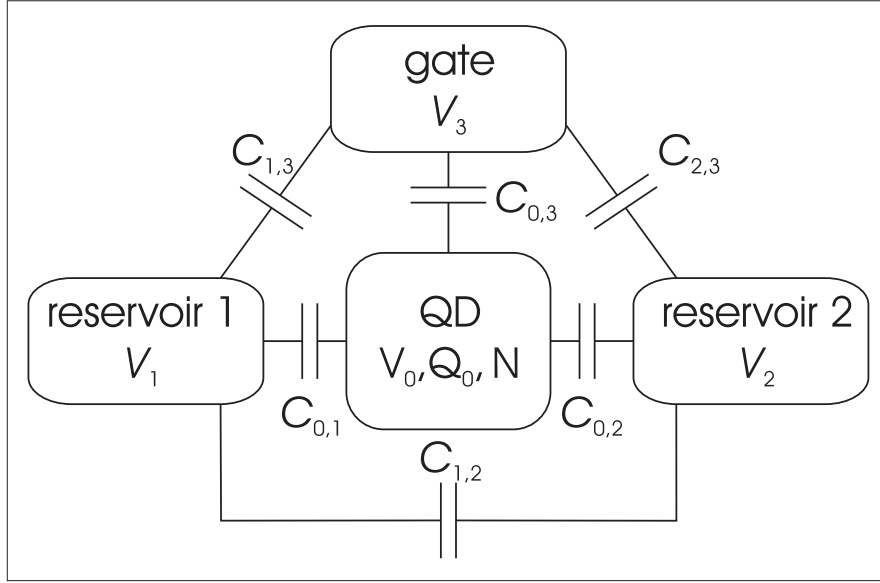 gate
V₃
C₁,₃
C₂,₃
C₀,₃
reservoir 1
V₁
QD
V₀,Q₀, N
reservoir 2
V₂
C₀,₁
C₀,₂
C₁,₂